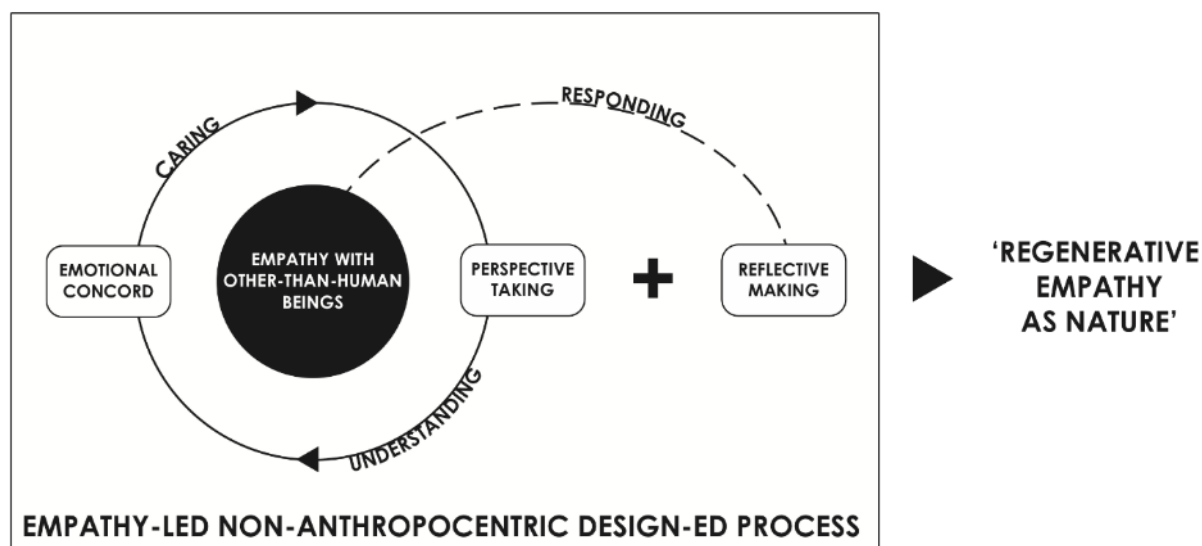 RESPONDING
CARING
EMOTIONAL
CONCORD
EMPATHY WITH
OTHER-THAN-HUMAN
BEINGS
PERSPECTIVE
TAKING
+
REFLECTIVE
MAKING
‘REGENERATIVE
EMPATHY
AS NATURE’
UNDERSTANDING
EMPATHY-LED NON-ANTHROPOCENTRIC DESIGN-ED PROCESS